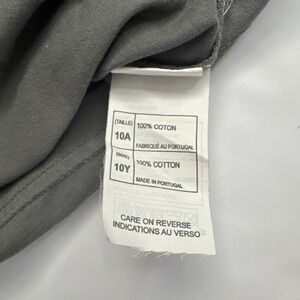 (TAILLE)
10A
100% COTON
FABRIQUÉ AU PORTUGAL
10Y
100% COTTON
MADE IN PORTUGAL
CARE ON REVERSE
INDICATIONS AU VERSO